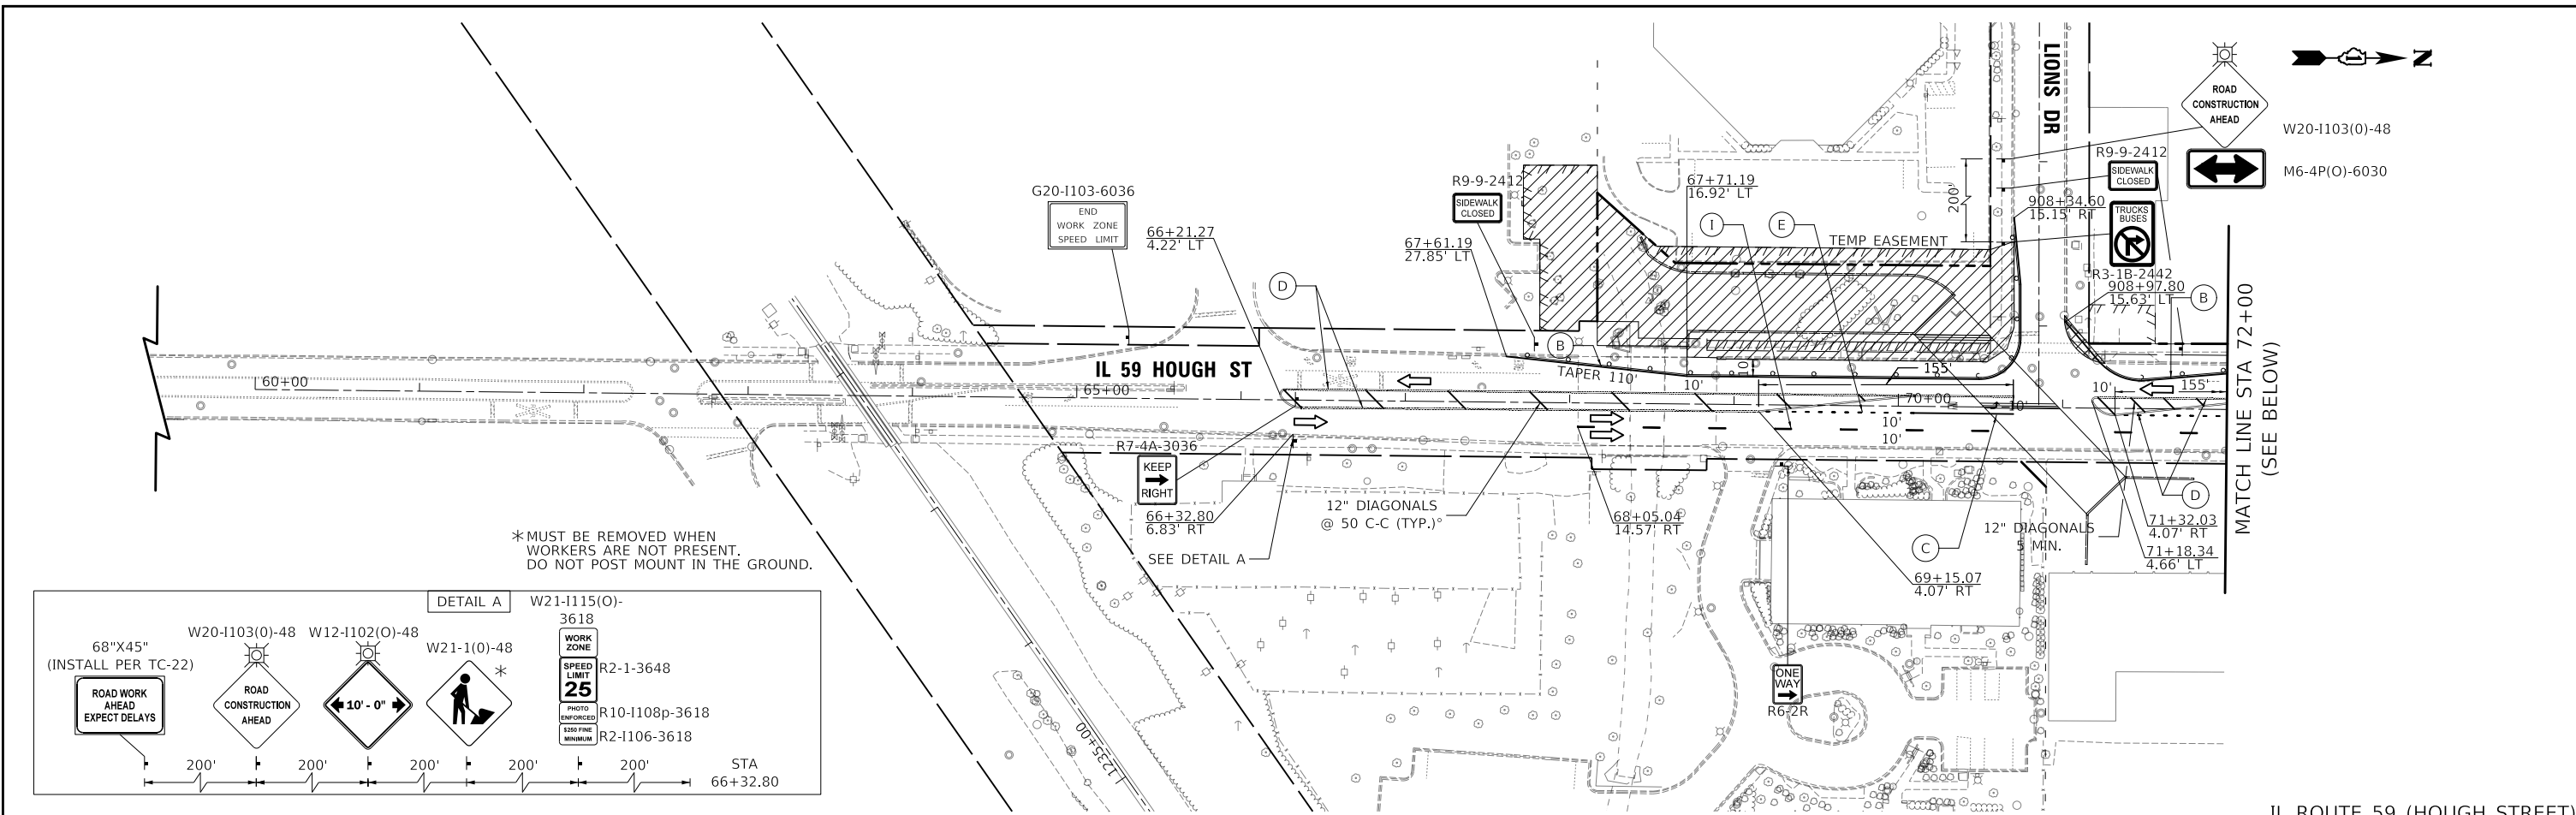 LIONS DR
N
ROAD
CONSTRUCTION
AHEAD
W20-I103(0)-48
M6-4P(O)-6030
R9-9-2412
SIDEWALK
CLOSED
TRUCKS
BUSES
R3-1B-2442
908+34.60
15.15' RT
908+97.80
15.63' LT
B
200'
MATCH LINE STA 72+00
(SEE BELOW)
G20-I103-6036
END
WORK ZONE
SPEED LIMIT
66+21.27
4.22' LT
R9-9-2412
SIDEWALK
CLOSED
67+61.19
27.85' LT
67+71.19
16.92' LT
I
E
TEMP EASEMENT
D
B
IL 59 HOUGH ST
TAPER 110'
10'
10'
155'
10'
10'
155'
60+00
65+00
70+00
10'
10'
R7-4A-3036
KEEP
RIGHT
66+32.80
6.83' RT
SEE DETAIL A
12" DIAGONALS
@ 50 C-C (TYP.)°
68+05.04
14.57' RT
C
69+15.07
4.07' RT
12" DIAGONALS
5 MIN.
D
71+32.03
4.07' RT
71+18.34
4.66' LT
ONE
WAY
R6-2R
1235+00
*MUST BE REMOVED WHEN
WORKERS ARE NOT PRESENT.
DO NOT POST MOUNT IN THE GROUND.
DETAIL A
68"X45"
(INSTALL PER TC-22)
ROAD WORK
AHEAD
EXPECT DELAYS
W20-I103(0)-48
ROAD
CONSTRUCTION
AHEAD
W12-I102(O)-48
10' - 0"
W21-1(0)-48
*
W21-I115(O)-
3618
WORK
ZONE
SPEED
LIMIT
25
R2-1-3648
PHOTO
ENFORCED
R10-I108p-3618
$250 FINE
MINIMUM
R2-I106-3618
200'
200'
200'
200'
200'
STA
66+32.80
IL ROUTE 59 (HOUGH STREET)